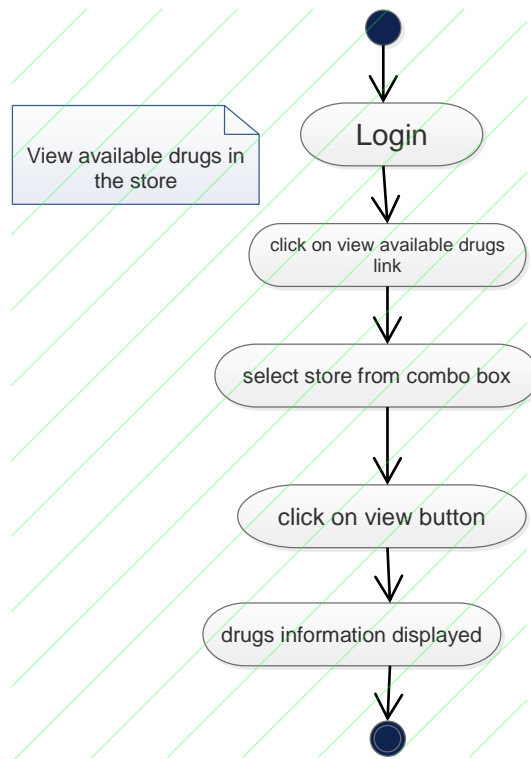 Login
View available drugs in
the store
click on view available drugs
link
select store from combo box
click on view button
drugs information displayed